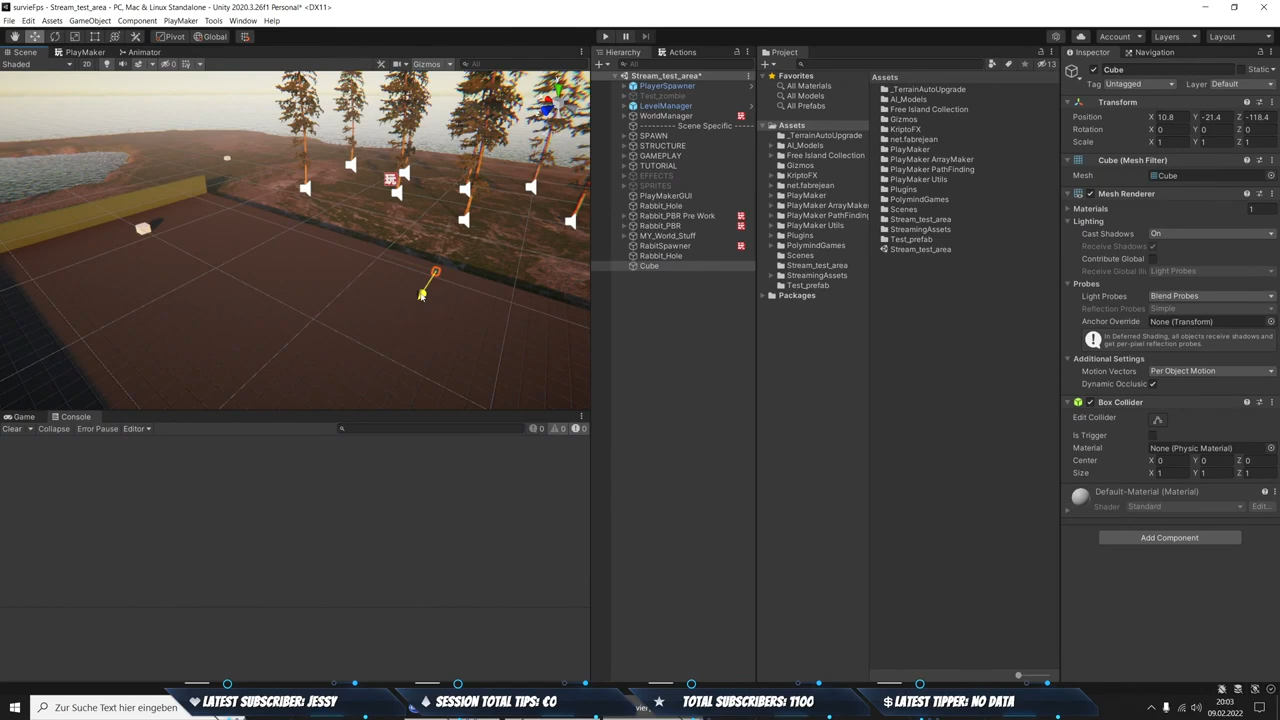 survieFps - Stream_test_area - PC, Mac & Linux Standalone - Unity 2020.3.26f1 Personal* <DX11>
File Edit Assets GameObject Component PlayMaker Tools Window Help
Pivot Global
Account Layers Layout
Scene PlayMaker Animator
Shaded 2D 0 Gizmos All
Hierarchy Actions
All
Stream_test_area*
PlayerSpawner
Test_zombie
LevelManager
WorldManager
-------- Scene Specific -----
SPAWN
STRUCTURE
GAMEPLAY
TUTORIAL
EFFECTS
SPRITES
PlayMakerGUI
Rabbit_Hole
Rabbit_PBR Pre Work
Rabbit_PBR
MY_World_Stuff
RabitSpawner
Rabbit_Hole
Cube
Project
13
Favorites
All Materials
All Models
All Prefabs
Assets
_TerrainAutoUpgrade
AI_Models
Free Island Collection
Gizmos
KriptoFX
net.fabrejean
PlayMaker
PlayMaker ArrayMaker
PlayMaker PathFinding
PlayMaker Utils
Plugins
PolymindGames
Scenes
Stream_test_area
StreamingAssets
Test_prefab
Packages
Assets
_TerrainAutoUpgrade
AI_Models
Free Island Collection
Gizmos
KriptoFX
net.fabrejean
PlayMaker
PlayMaker ArrayMaker
PlayMaker PathFinding
PlayMaker Utils
Plugins
PolymindGames
Scenes
Stream_test_area
StreamingAssets
Test_prefab
Stream_test_area
Inspector Navigation
Cube Static
Tag Untagged Layer Default
Transform
Position X 10.8 Y -21.4 Z -118.4
Rotation X 0 Y 0 Z 0
Scale X 1 Y 1 Z 1
Cube (Mesh Filter)
Mesh Cube
Mesh Renderer
Materials 1
Lighting
Cast Shadows On
Receive Shadows
Contribute Global
Receive Global Ill Light Probes
Probes
Light Probes Blend Probes
Reflection Probes Simple
Anchor Override None (Transform)
In Deferred Shading, all objects receive shadows and
get per-pixel reflection probes.
Additional Settings
Motion Vectors Per Object Motion
Dynamic Occlusic
Box Collider
Edit Collider
Is Trigger
Material None (Physic Material)
Center X 0 Y 0 Z 0
Size X 1 Y 1 Z 1
Default-Material (Material)
Shader Standard Edit...
Add Component
Game Console
Clear Collapse Error Pause Editor 0 0 0
Zur Suche Text hier eingeben
LATEST SUBSCRIBER: JESSY
SESSION TOTAL TIPS: €0
TOTAL SUBSCRIBERS: 1100
$ LATEST TIPPER: NO DATA
20:03
09.02.2022